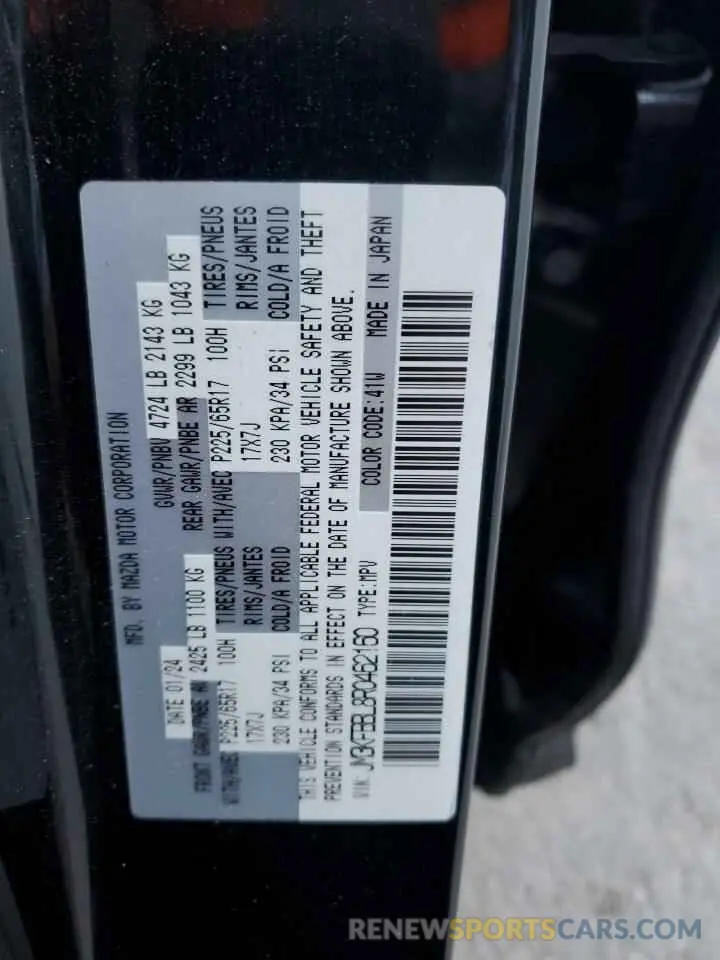 MFD. BY MAZDA MOTOR CORPORATION
DATE 01/24 GVWR/PNBV 4724 LB 2143 KG
FRONT GAWR/PNBE AV 2425 LB 1100 KG REAR GAWR/PNBE AR 2299 LB 1043 KG
WITH/AVEC P225/65R17 100H TIRES/PNEUS WITH/AVEC P225/65R17 100H TIRES/PNEUS
17X7J RIMS/JANTES 17X7J RIMS/JANTES
230 KPA/34 PSI COLD/A FROID 230 KPA/34 PSI COLD/A FROID
THIS VEHICLE CONFORMS TO ALL APPLICABLE FEDERAL MOTOR VEHICLE SAFETY AND THEFT
PREVENTION STANDARDS IN EFFECT ON THE DATE OF MANUFACTURE SHOWN ABOVE.
COLOR CODE:41W MADE IN JAPAN
VIN: JM3KFBBL8R0462160 TYPE:MPV
RENEWSPORTSCARS.COM